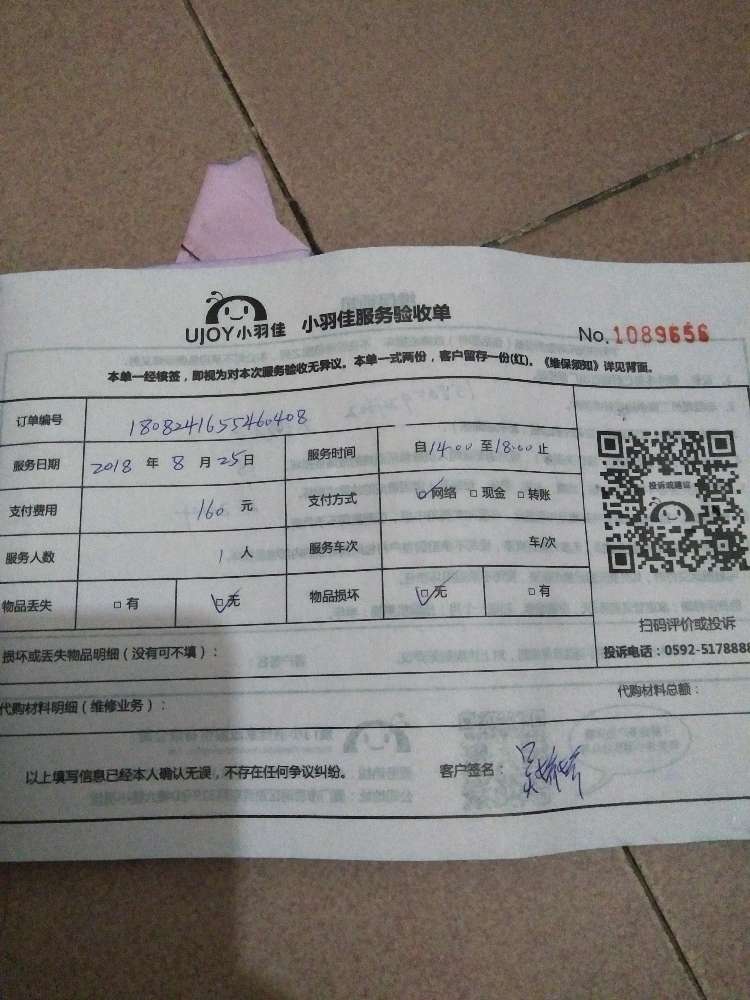 UJOY小羽佳 小羽佳服务验收单
No.1089656
本单一经核签，即视为对本次服务验收无异议。本单一式两份，客户留存一份(红)。《维保须知》详见背面。
订单编号 1808241655460408
服务日期 2018 年 8 月 25 日 服务时间 自14:00 至18:00 止
支付费用 160 元 支付方式 ☑网络 □现金 □转账
服务人数 1 人 服务车次 车/次
物品丢失 □有 ☑无 物品损坏 ☑无 □有
投诉或建议
扫码评价或投诉
投诉电话：0592-5178888
损坏或丢失物品明细（没有可不填）：
代购材料明细（维修业务）： 代购材料总额：
以上填写信息已经本人确认无误，不存在任何争议纠纷。 客户签名：